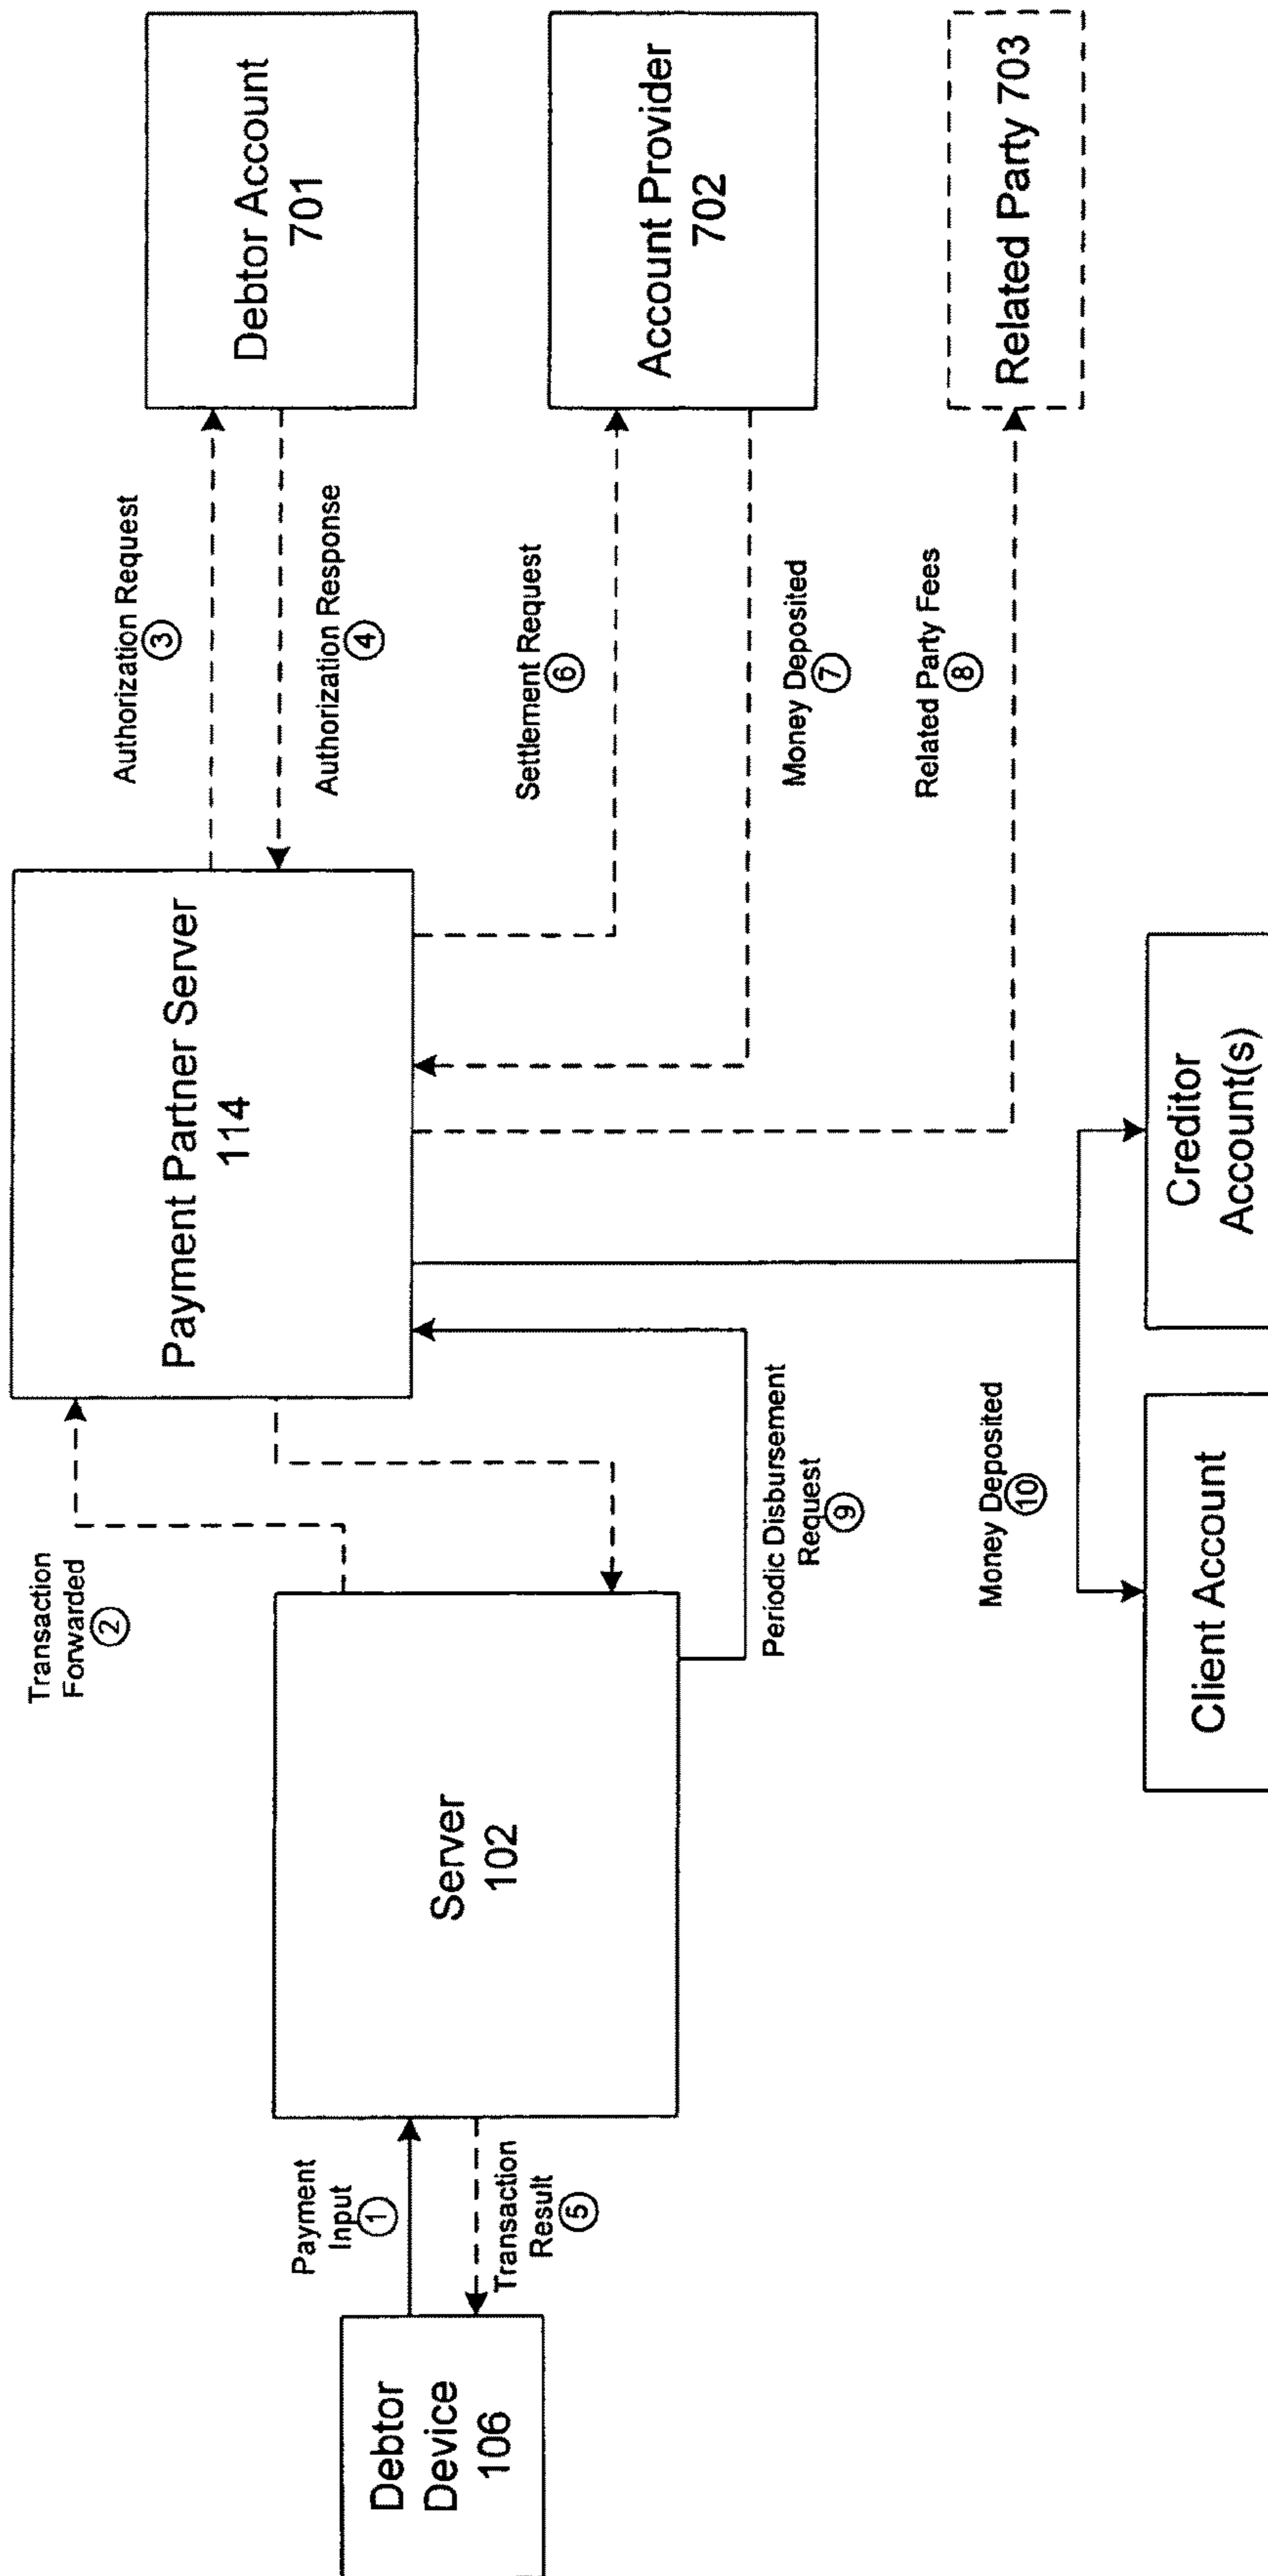 Debtor
Device
106
Payment
Input
1
Transaction
Result
5
Server
102
Transaction
Forwarded
2
Payment Partner Server
114
Authorization Request
3
Authorization Response
4
Debtor Account
701
Settlement Request
6
Money Deposited
7
Account Provider
702
Related Party Fees
8
Related Party 703
Periodic Disbursement
Request
9
Money Deposited
10
Client Account
Creditor
Account(s)